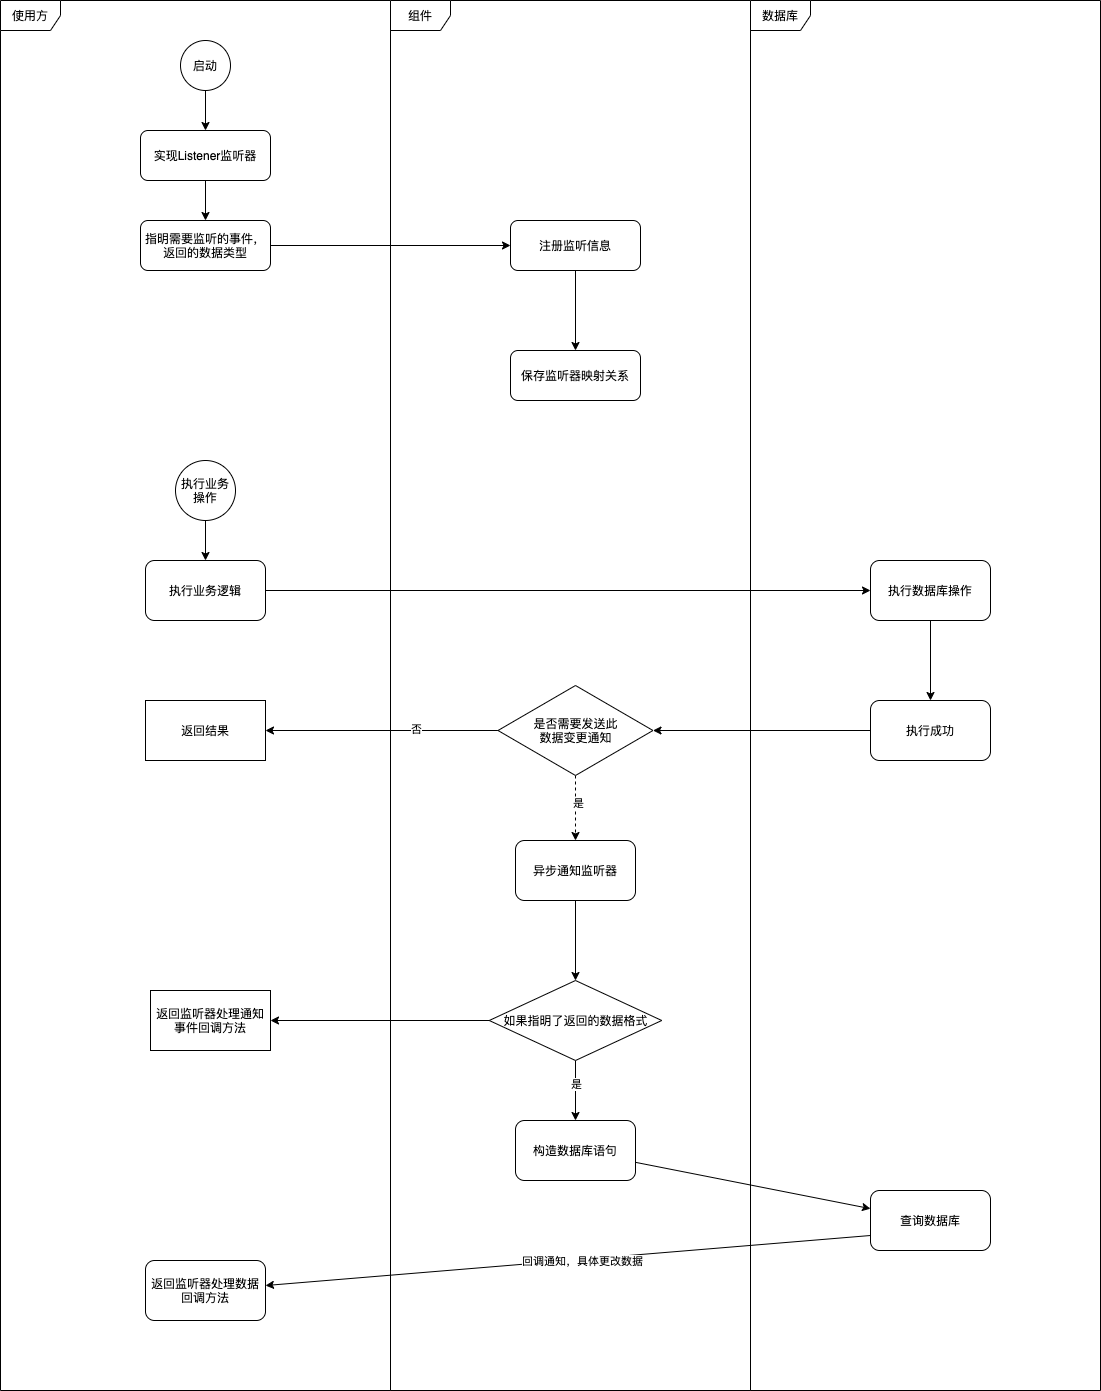 使用方
组件
数据库
启动
实现Listener监听器
指明需要监听的事件，
返回的数据类型
注册监听信息
保存监听器映射关系
执行业务
操作
执行业务逻辑
执行数据库操作
返回结果
否
是否需要发送此
数据变更通知
执行成功
是
异步通知监听器
返回监听器处理通知
事件回调方法
如果指明了返回的数据格式
是
构造数据库语句
查询数据库
回调通知，具体更改数据
返回监听器处理数据
回调方法